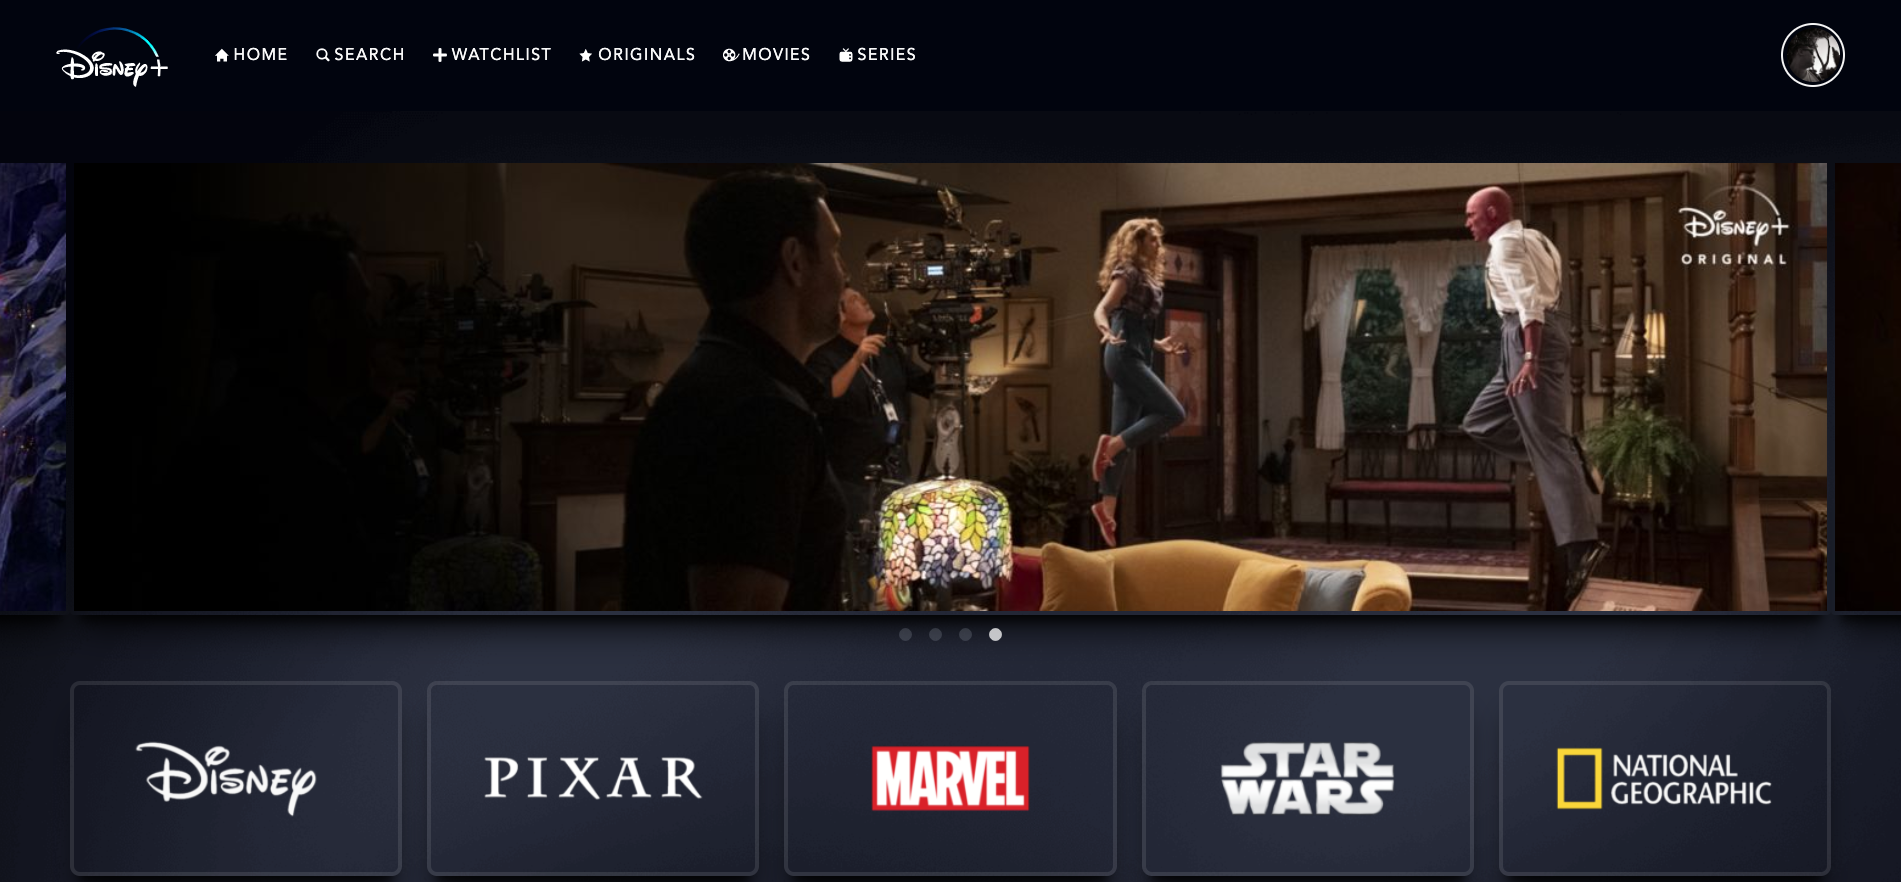 Disney+
HOME
SEARCH
WATCHLIST
ORIGINALS
MOVIES
SERIES
Disney+
ORIGINAL
Disney
PIXAR
MARVEL
STAR
WARS
NATIONAL
GEOGRAPHIC